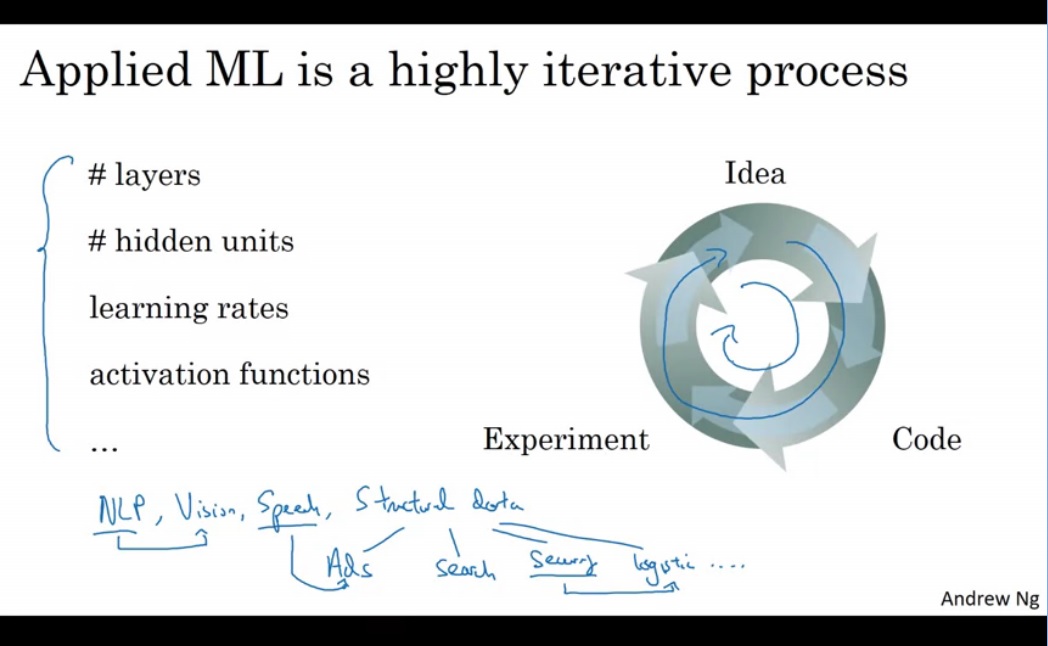 Applied ML is a highly iterative process
# layers
# hidden units
learning rates
activation functions
...
Idea
Experiment
Code
NLP, Vision, Speech, Structural data
Ads Search Security logistic ....
Andrew Ng